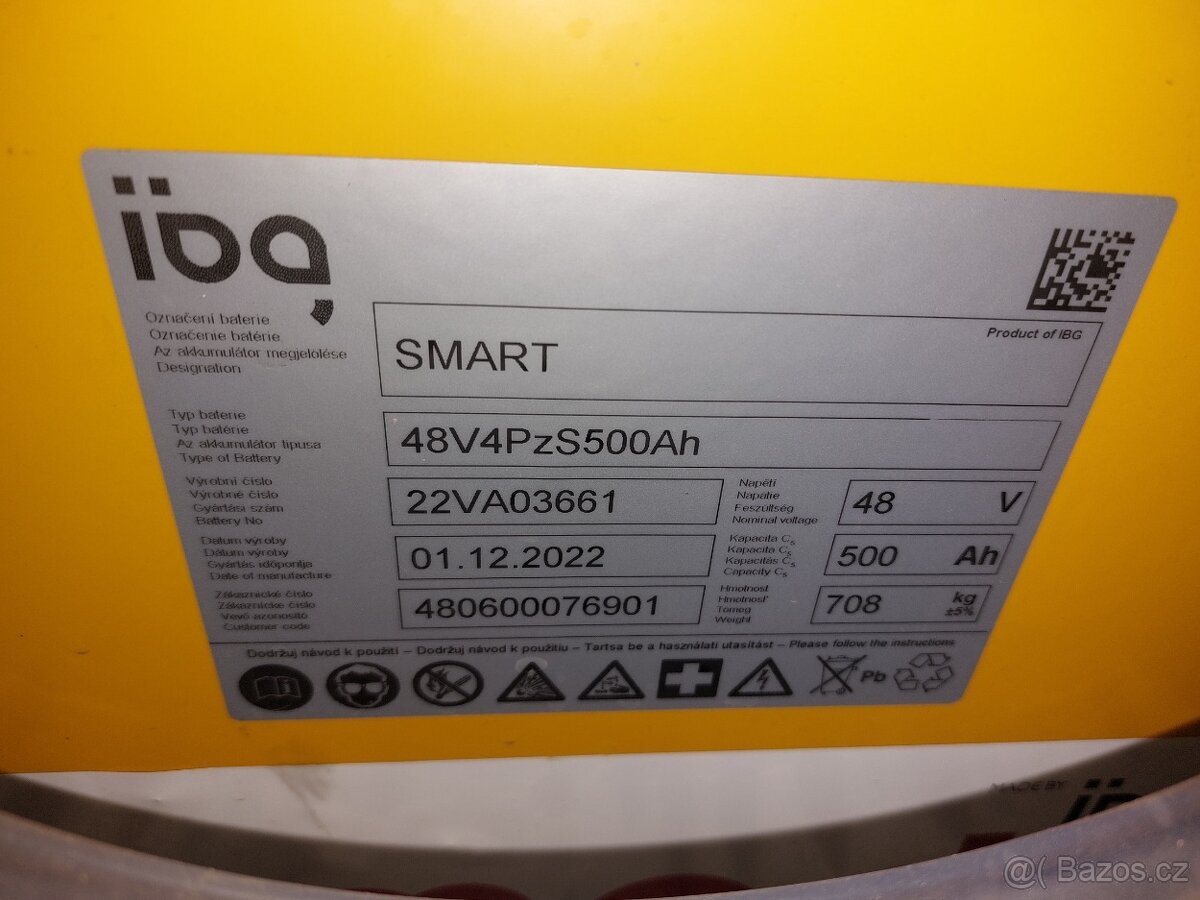 ïbg
Označení baterie
Označenie batérie
Az akkumulátor megjelölése
Designation
SMART
Product of IBG
Typ baterie
Typ batérie
Az akkumulátor típusa
Type of Battery
48V4PzS500Ah
Výrobní číslo
Výrobné číslo
Gyártási szám
Battery No
22VA03661
Napětí
Napätie
Feszültség
Nominal voltage
48 V
Datum výroby
Dátum výroby
Gyártás időpontja
Date of manufacture
01.12.2022
Kapacita C5
Kapacita C5
Kapacitás C5
Capacity C5
500 Ah
Zákaznické číslo
Zákaznícke číslo
Vevő azonosító
Customer code
480600076901
Hmotnost
Hmotnosť
Tömeg
Weight
708 kg ±5%
Dodržuj návod k použití – Dodržuj návod k použitiu – Tartsa be a használati utasítást – Please follow the instructions
Pb
MADE BY
@( Bazos.cz